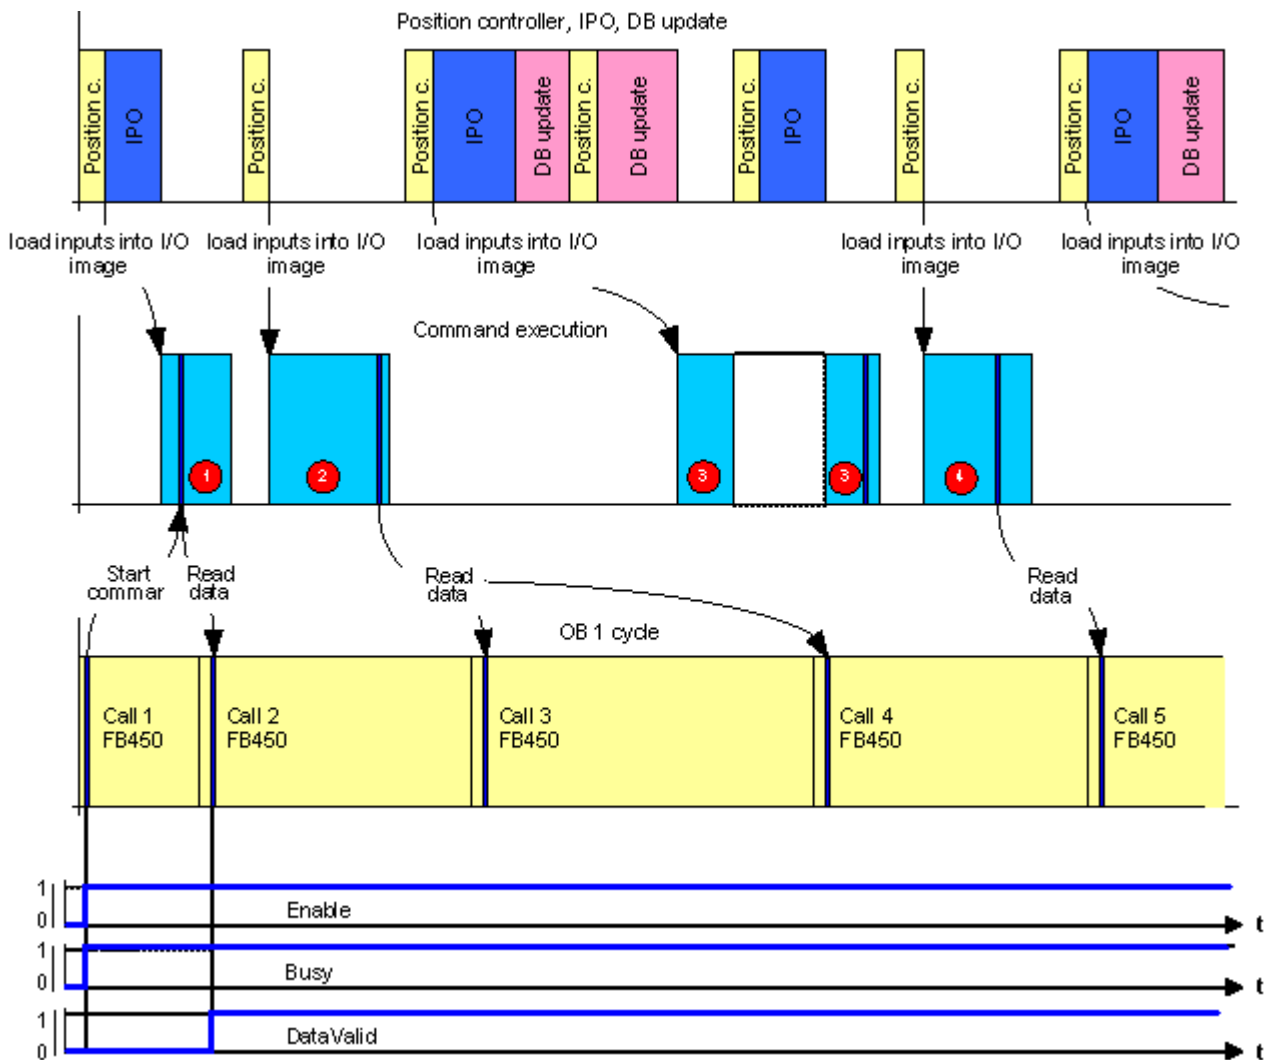 Position controller, IPO, DB update
Position c.
IPO
Position c.
Position c.
IPO
DB update
Position c.
DB update
Position c.
IPO
Position c.
Position c.
IPO
DB update
load inputs into I/O
image
load inputs into I/O
image
load inputs into I/O
image
load inputs into I/O
image
load inputs into I/O
image
Command execution
1
2
3
3
4
Start
commar
Read
data
Read
data
Read
data
OB 1 cycle
Call 1
FB450
Call 2
FB450
Call 3
FB450
Call 4
FB450
Call 5
FB450
1
0
Enable
t
1
0
Busy
t
1
0
DataValid
t